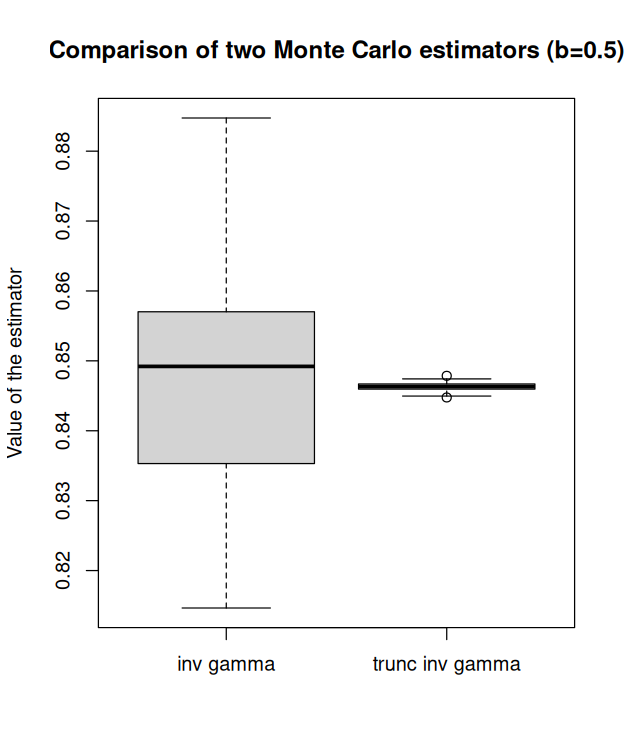 Comparison of two Monte Carlo estimators (b=0.5)
Value of the estimator
0.88
0.87
0.86
0.85
0.84
0.83
0.82
inv gamma
trunc inv gamma